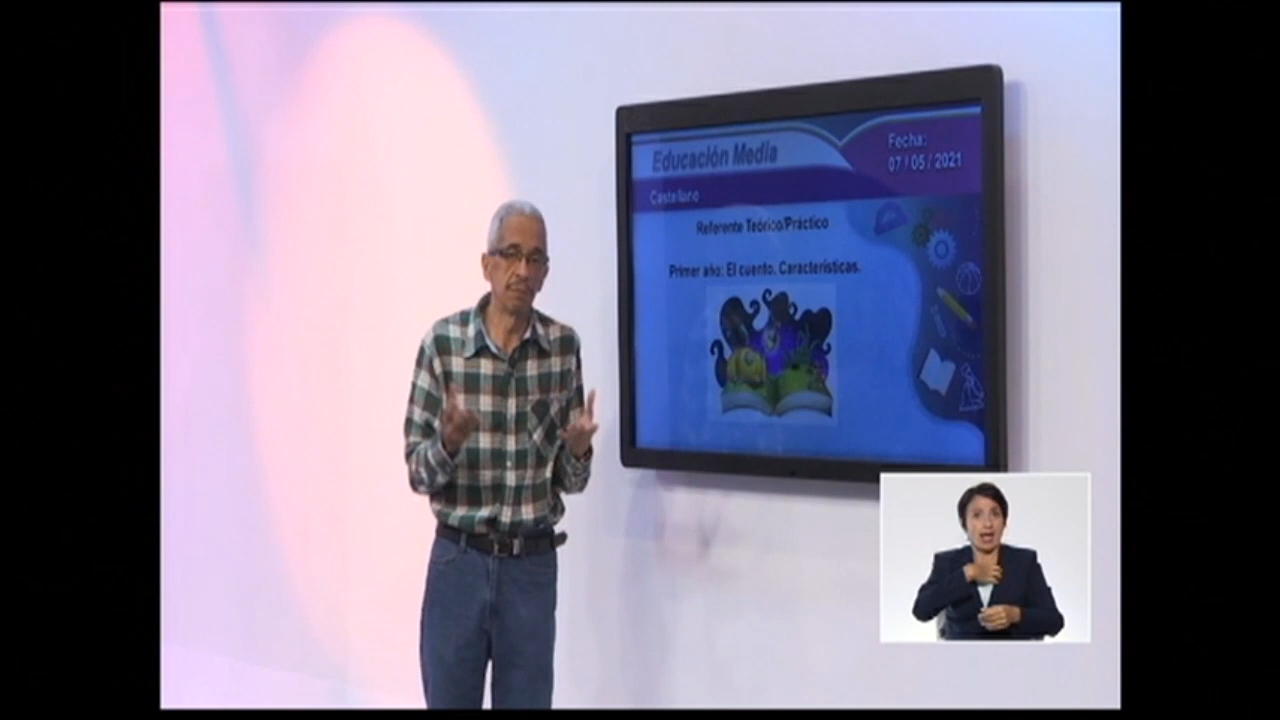 Educación Media
Fecha:
07 / 05 / 2021
Castellano
Referente Teórico/Práctico
Primer año: El cuento. Características.